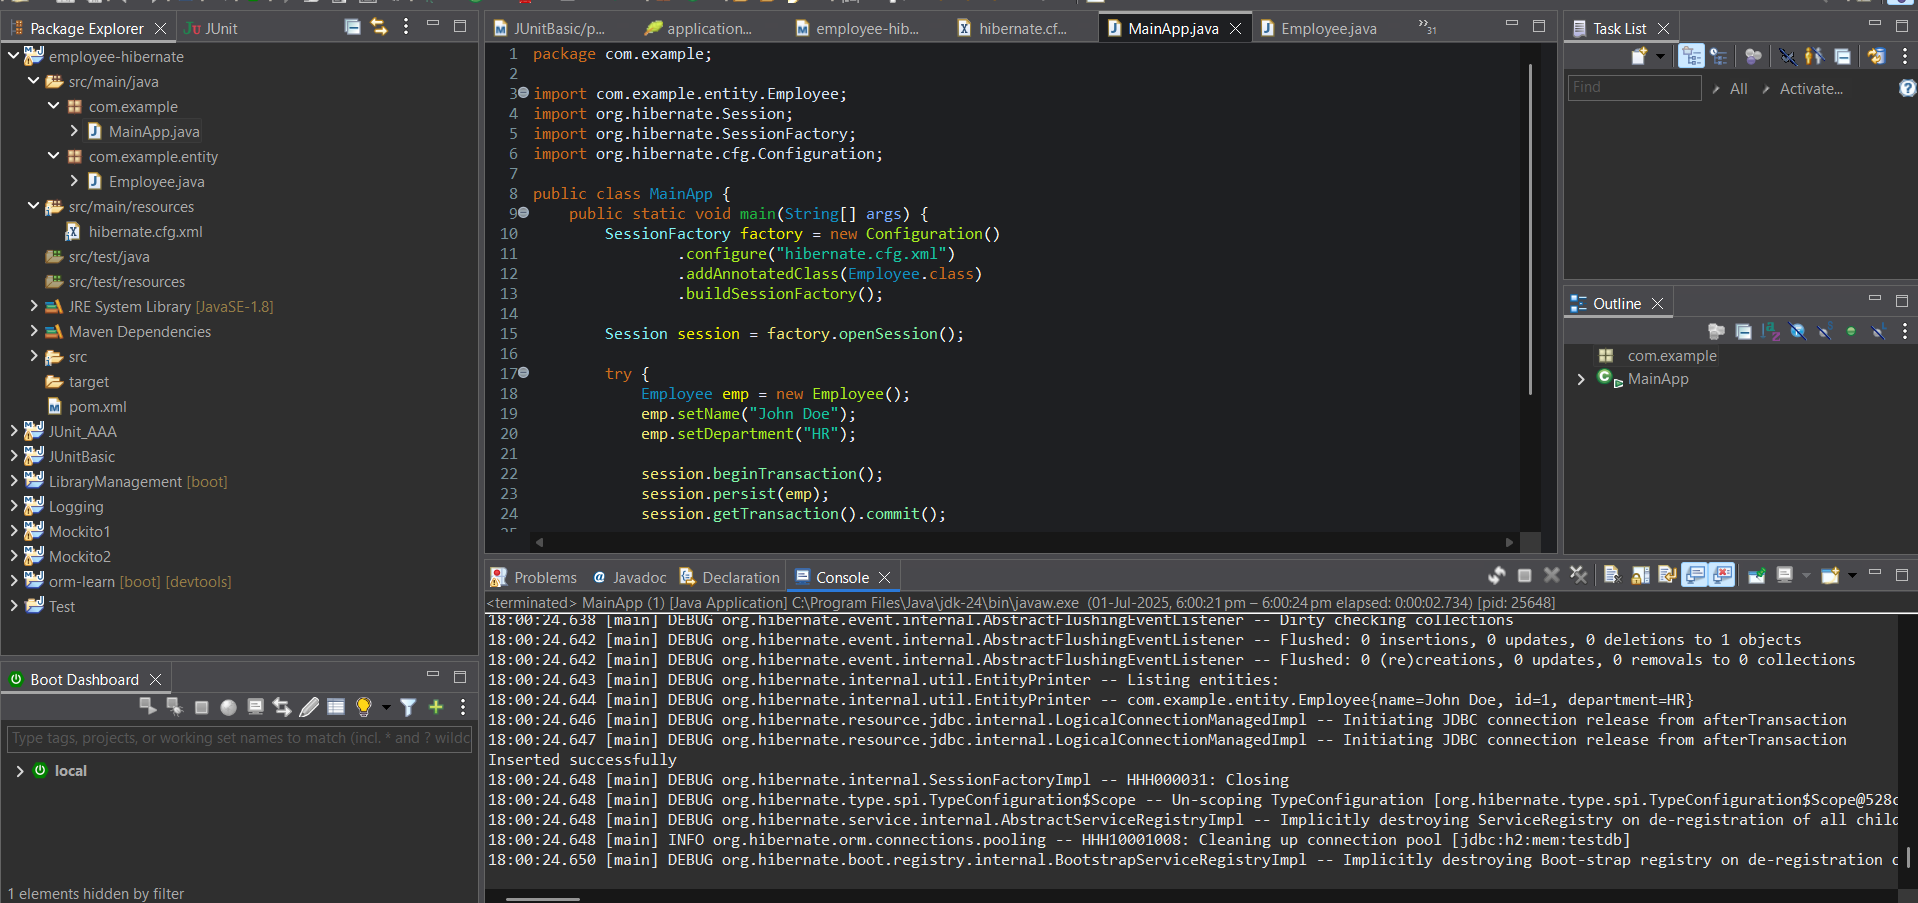 Package Explorer
JUnit
employee-hibernate
src/main/java
com.example
MainApp.java
com.example.entity
Employee.java
src/main/resources
hibernate.cfg.xml
src/test/java
src/test/resources
JRE System Library [JavaSE-1.8]
Maven Dependencies
src
target
pom.xml
JUnit_AAA
JUnitBasic
LibraryManagement [boot]
Logging
Mockito1
Mockito2
orm-learn [boot] [devtools]
Test
Boot Dashboard
Type tags, projects, or working set names to match (incl. * and ? wildc
local
1 elements hidden by filter
JUnitBasic/p...
application...
employee-hib...
hibernate.cf...
MainApp.java
Employee.java
31
1 package com.example;
2
3 import com.example.entity.Employee;
4 import org.hibernate.Session;
5 import org.hibernate.SessionFactory;
6 import org.hibernate.cfg.Configuration;
7
8 public class MainApp {
9 public static void main(String[] args) {
10 SessionFactory factory = new Configuration()
11 .configure("hibernate.cfg.xml")
12 .addAnnotatedClass(Employee.class)
13 .buildSessionFactory();
14
15 Session session = factory.openSession();
16
17 try {
18 Employee emp = new Employee();
19 emp.setName("John Doe");
20 emp.setDepartment("HR");
21
22 session.beginTransaction();
23 session.persist(emp);
24 session.getTransaction().commit();
25
Problems
Javadoc
Declaration
Console
<terminated> MainApp (1) [Java Application] C:\Program Files\Java\jdk-24\bin\javaw.exe (01-Jul-2025, 6:00:21 pm – 6:00:24 pm elapsed: 0:00:02.734) [pid: 25648]
18:00:24.638 [main] DEBUG org.hibernate.event.internal.AbstractFlushingEventListener -- Dirty checking collections
18:00:24.642 [main] DEBUG org.hibernate.event.internal.AbstractFlushingEventListener -- Flushed: 0 insertions, 0 updates, 0 deletions to 1 objects
18:00:24.642 [main] DEBUG org.hibernate.event.internal.AbstractFlushingEventListener -- Flushed: 0 (re)creations, 0 updates, 0 removals to 0 collections
18:00:24.643 [main] DEBUG org.hibernate.internal.util.EntityPrinter -- Listing entities:
18:00:24.644 [main] DEBUG org.hibernate.internal.util.EntityPrinter -- com.example.entity.Employee{name=John Doe, id=1, department=HR}
18:00:24.646 [main] DEBUG org.hibernate.resource.jdbc.internal.LogicalConnectionManagedImpl -- Initiating JDBC connection release from afterTransaction
18:00:24.647 [main] DEBUG org.hibernate.resource.jdbc.internal.LogicalConnectionManagedImpl -- Initiating JDBC connection release from afterTransaction
Inserted successfully
18:00:24.648 [main] DEBUG org.hibernate.internal.SessionFactoryImpl -- HHH000031: Closing
18:00:24.648 [main] DEBUG org.hibernate.type.spi.TypeConfiguration$Scope -- Un-scoping TypeConfiguration [org.hibernate.type.spi.TypeConfiguration$Scope@528c
18:00:24.648 [main] DEBUG org.hibernate.service.internal.AbstractServiceRegistryImpl -- Implicitly destroying ServiceRegistry on de-registration of all child
18:00:24.648 [main] INFO org.hibernate.orm.connections.pooling -- HHH10001008: Cleaning up connection pool [jdbc:h2:mem:testdb]
18:00:24.650 [main] DEBUG org.hibernate.boot.registry.internal.BootstrapServiceRegistryImpl -- Implicitly destroying Boot-strap registry on de-registration o
Task List
Find
All
Activate...
Outline
com.example
MainApp